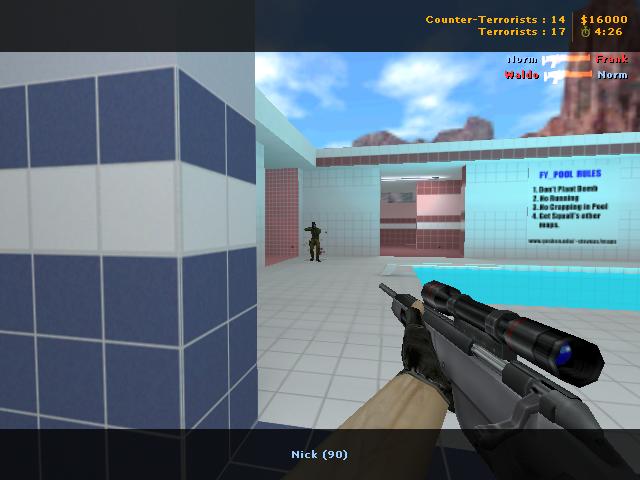 Counter-Terrorists : 14 $16000
Terrorists : 17 4:26
Norm Frank
Waldo Norm
FY_POOL RULES
1. Don't Plant Bomb
2. No Running
3. No Crapping in Pool
4. Get Squall's other
maps.
Nick (90)